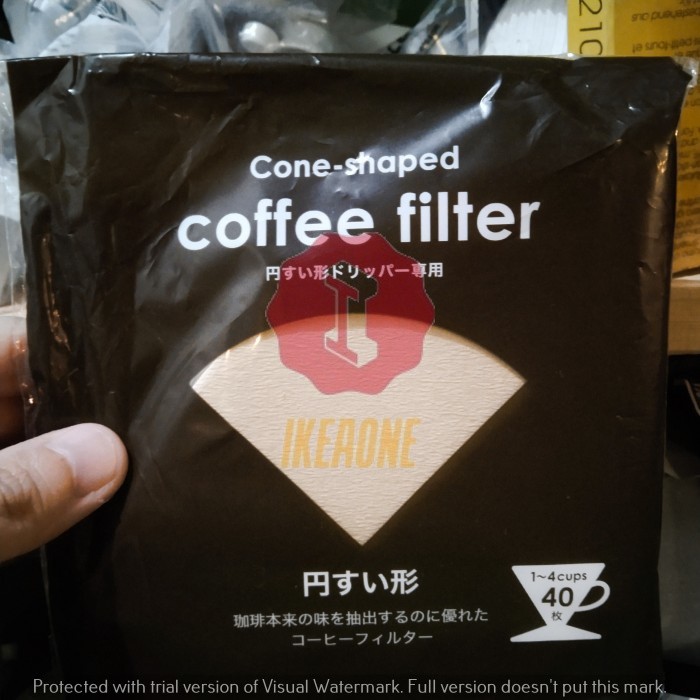 210
Cone-shaped
coffee filter
円すい形ドリッパー専用
I
IKEAONE
円すい形
珈琲本来の味を抽出するのに優れた
コーヒーフィルター
1~4cups
40
枚
Protected with trial version of Visual Watermark. Full version doesn't put this mark.